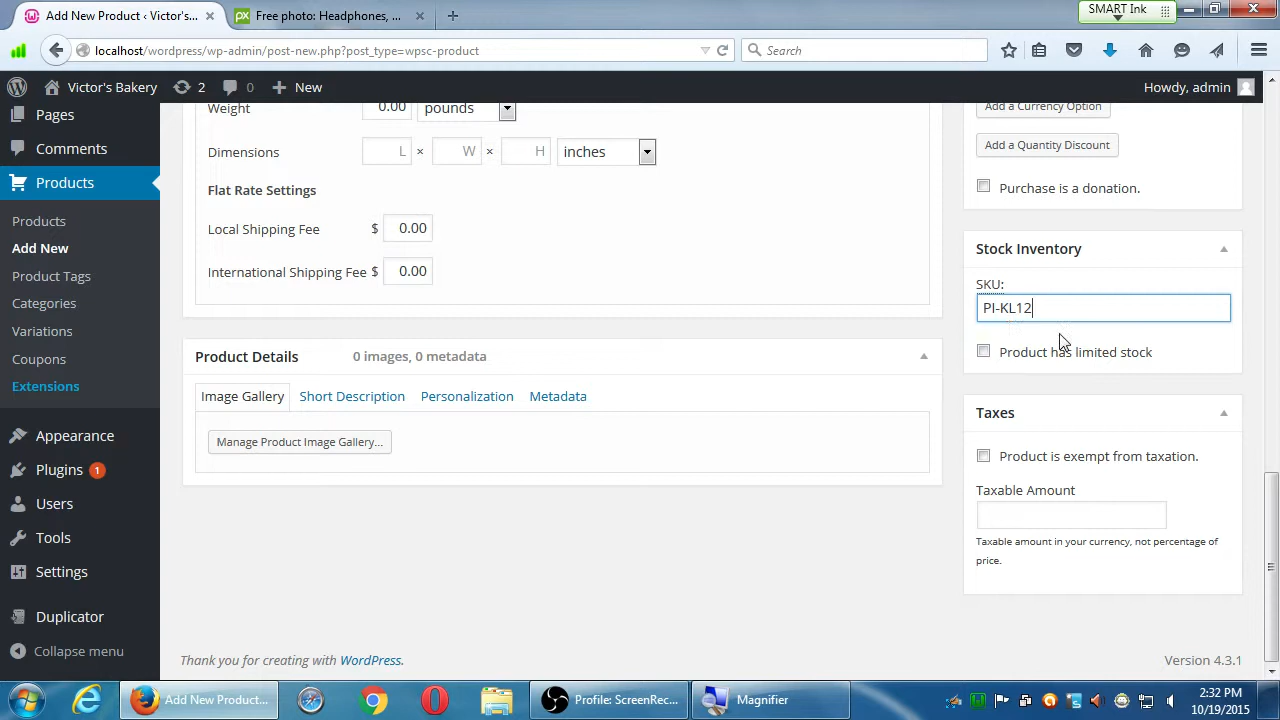 Add New Product ‹ Victor's... ×
Free photo: Headphones, ... ×
SMART Ink
localhost/wordpress/wp-admin/post-new.php?post_type=wpsc-product
Search
Victor's Bakery
2
0
New
Howdy, admin
Pages
Comments
Products
Products
Add New
Product Tags
Categories
Variations
Coupons
Extensions
Appearance
Plugins 1
Users
Tools
Settings
Duplicator
Collapse menu
Weight 0.00 pounds
Dimensions L × W × H inches
Flat Rate Settings
Local Shipping Fee $ 0.00
International Shipping Fee $ 0.00
Product Details 0 images, 0 metadata
Image Gallery Short Description Personalization Metadata
Manage Product Image Gallery...
Add a Currency Option
Add a Quantity Discount
Purchase is a donation.
Stock Inventory
SKU:
PI-KL12
Product has limited stock
Taxes
Product is exempt from taxation.
Taxable Amount
Taxable amount in your currency, not percentage of
price.
Thank you for creating with WordPress.
Version 4.3.1
Add New Product...
Profile: ScreenRec...
Magnifier
2:32 PM
10/19/2015